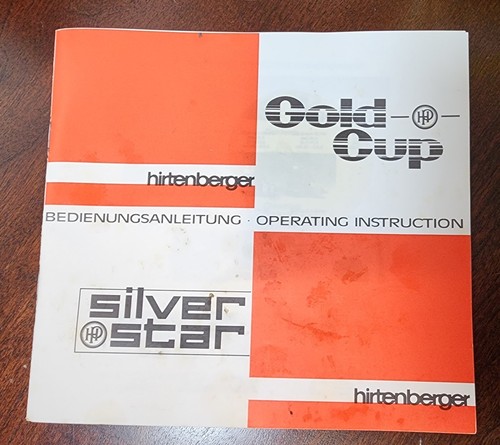 Gold HP
Cup
hirtenberger
BEDIENUNGSANLEITUNG · OPERATING INSTRUCTION
silver
HP star
hirtenberger